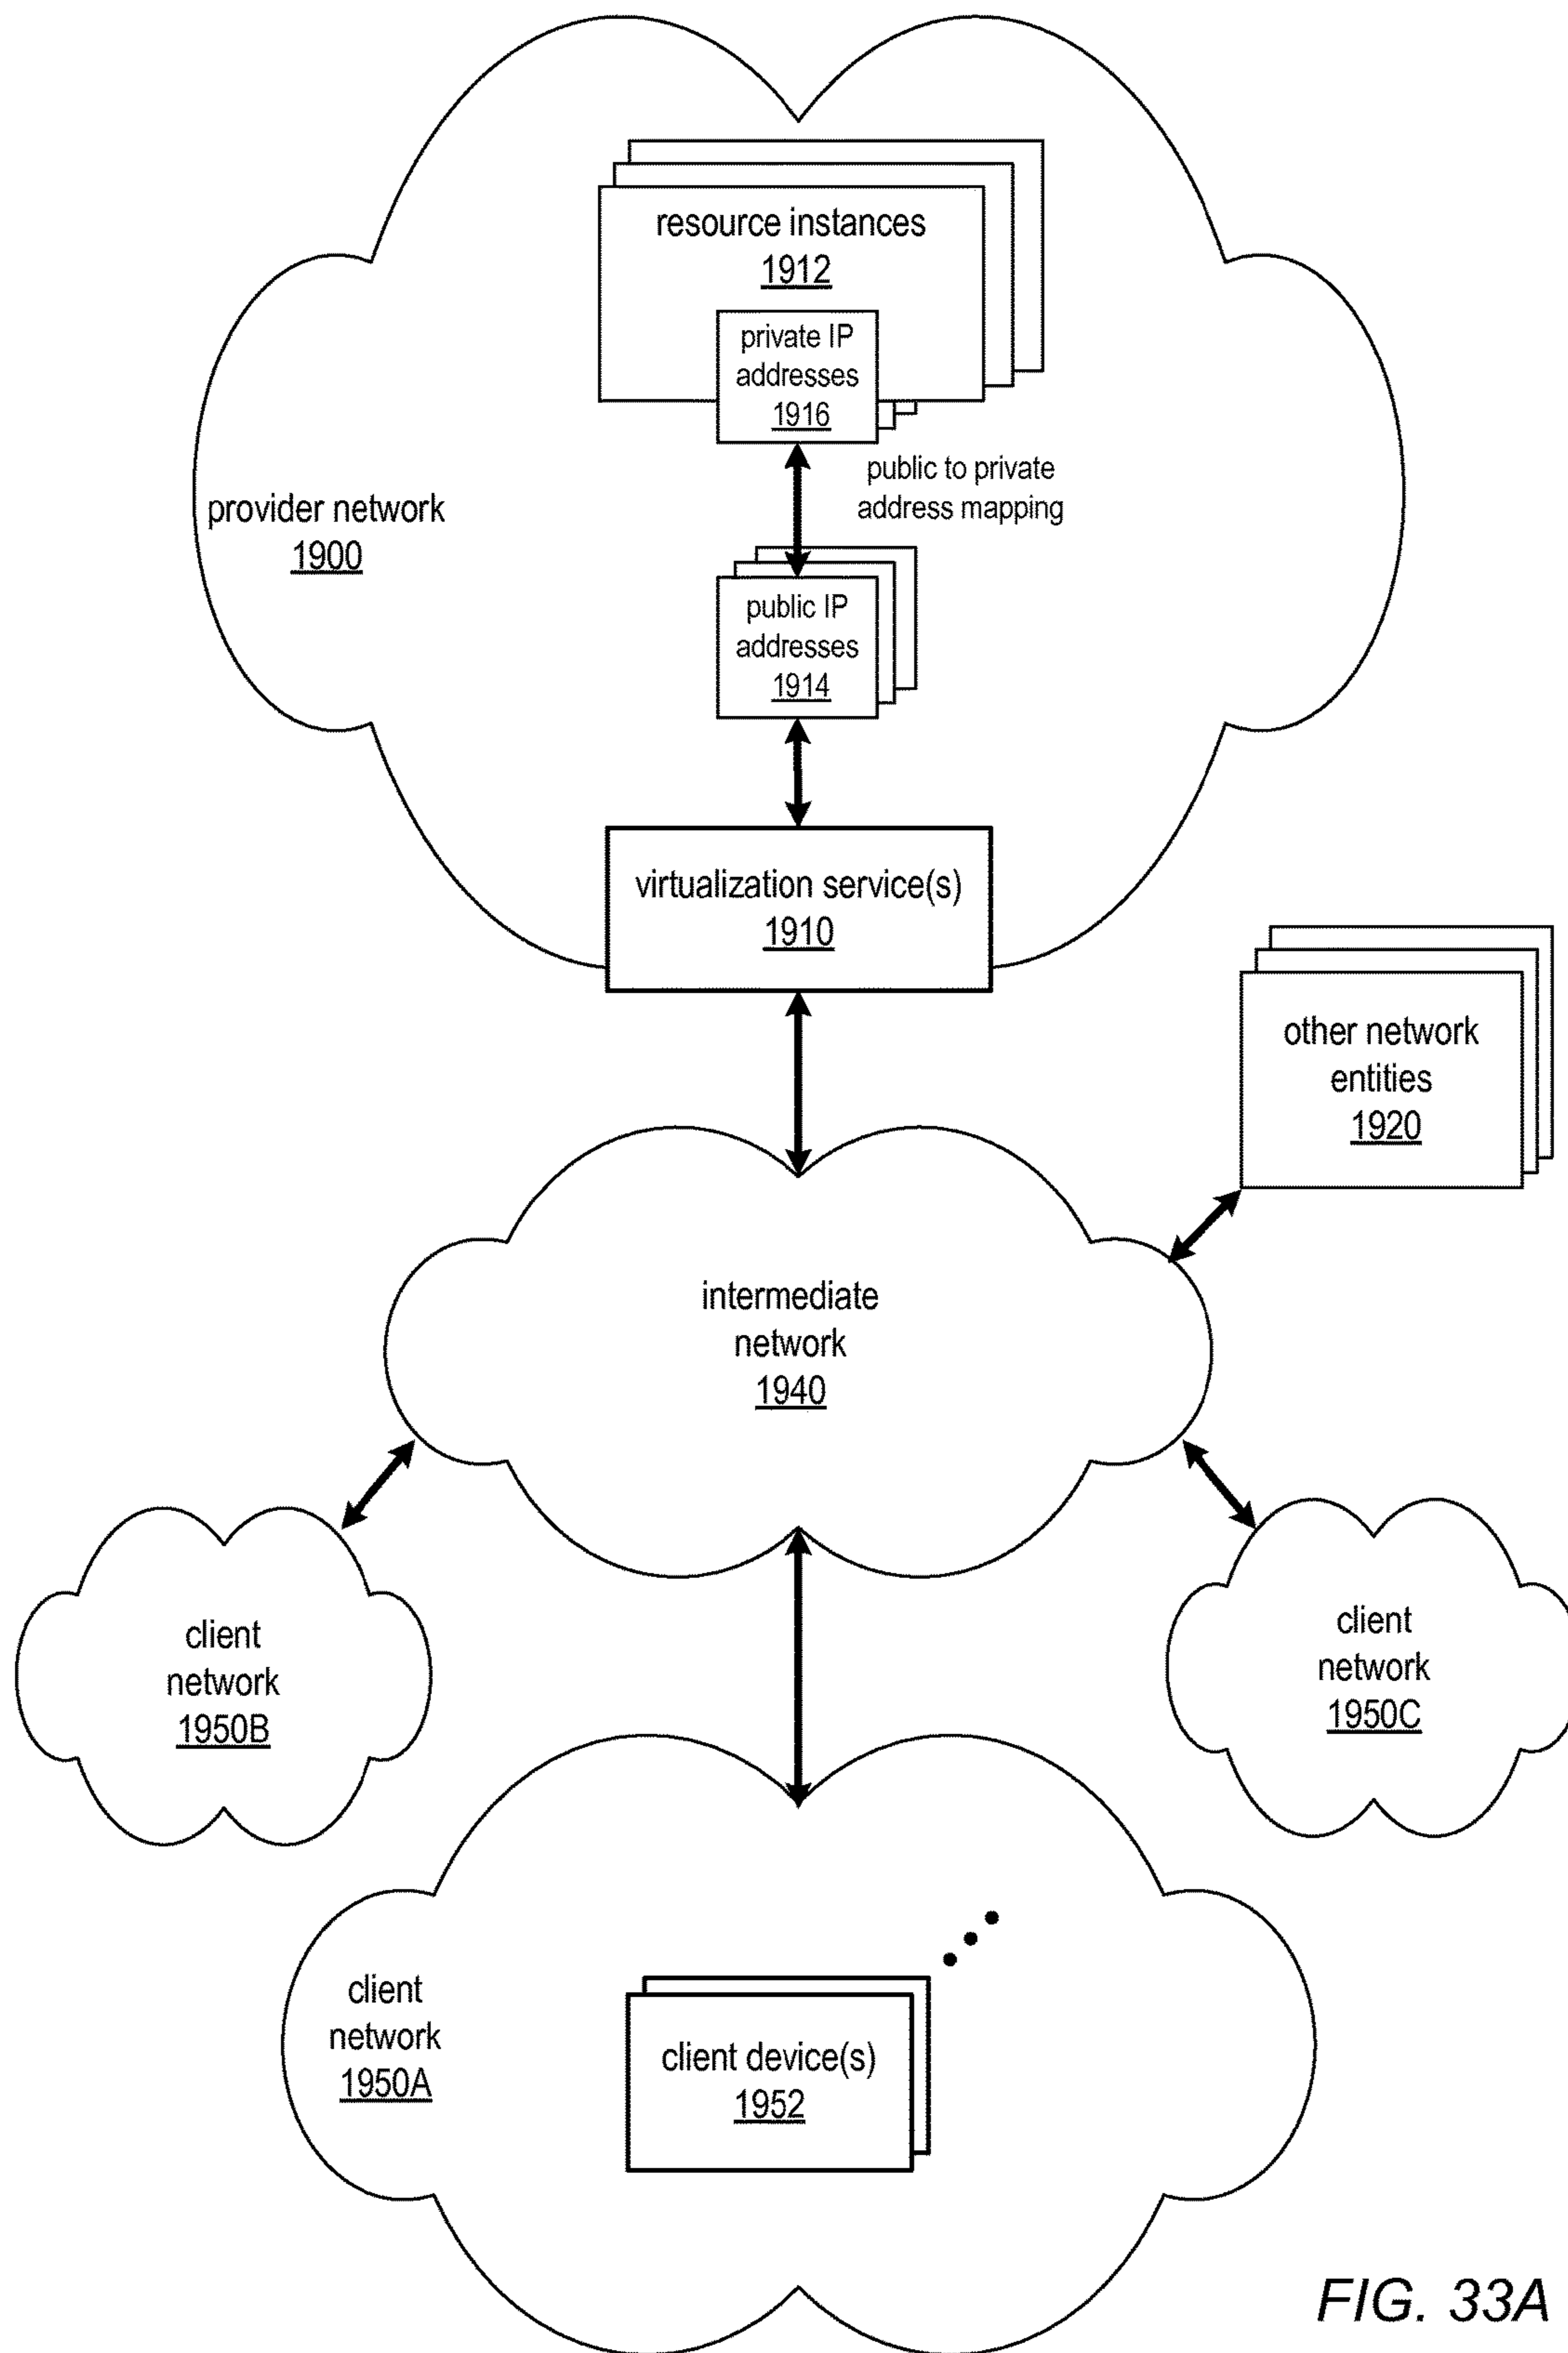 resource instances
1912
private IP
addresses
1916
public to private
address mapping
provider network
1900
public IP
addresses
1914
virtualization service(s)
1910
other network
entities
1920
intermediate
network
1940
client
network
1950B
client
network
1950C
client
network
1950A
client device(s)
1952
FIG. 33A